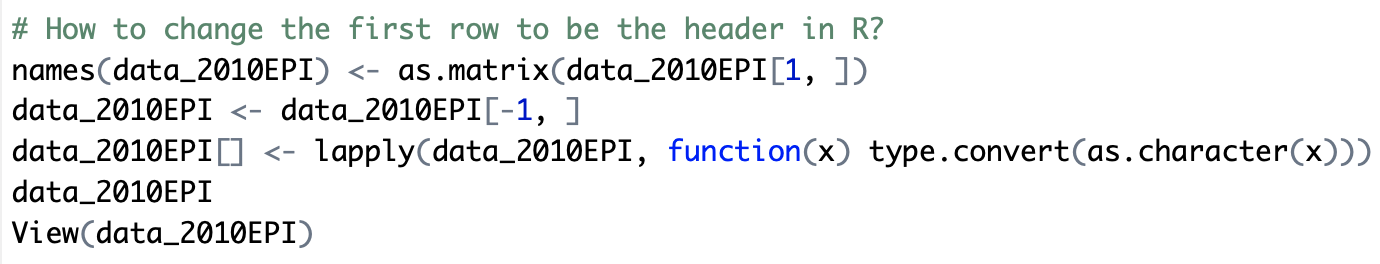 # How to change the first row to be the header in R?
names(data_2010EPI) <- as.matrix(data_2010EPI[1, ])
data_2010EPI <- data_2010EPI[-1, ]
data_2010EPI[] <- lapply(data_2010EPI, function(x) type.convert(as.character(x)))
data_2010EPI
View(data_2010EPI)